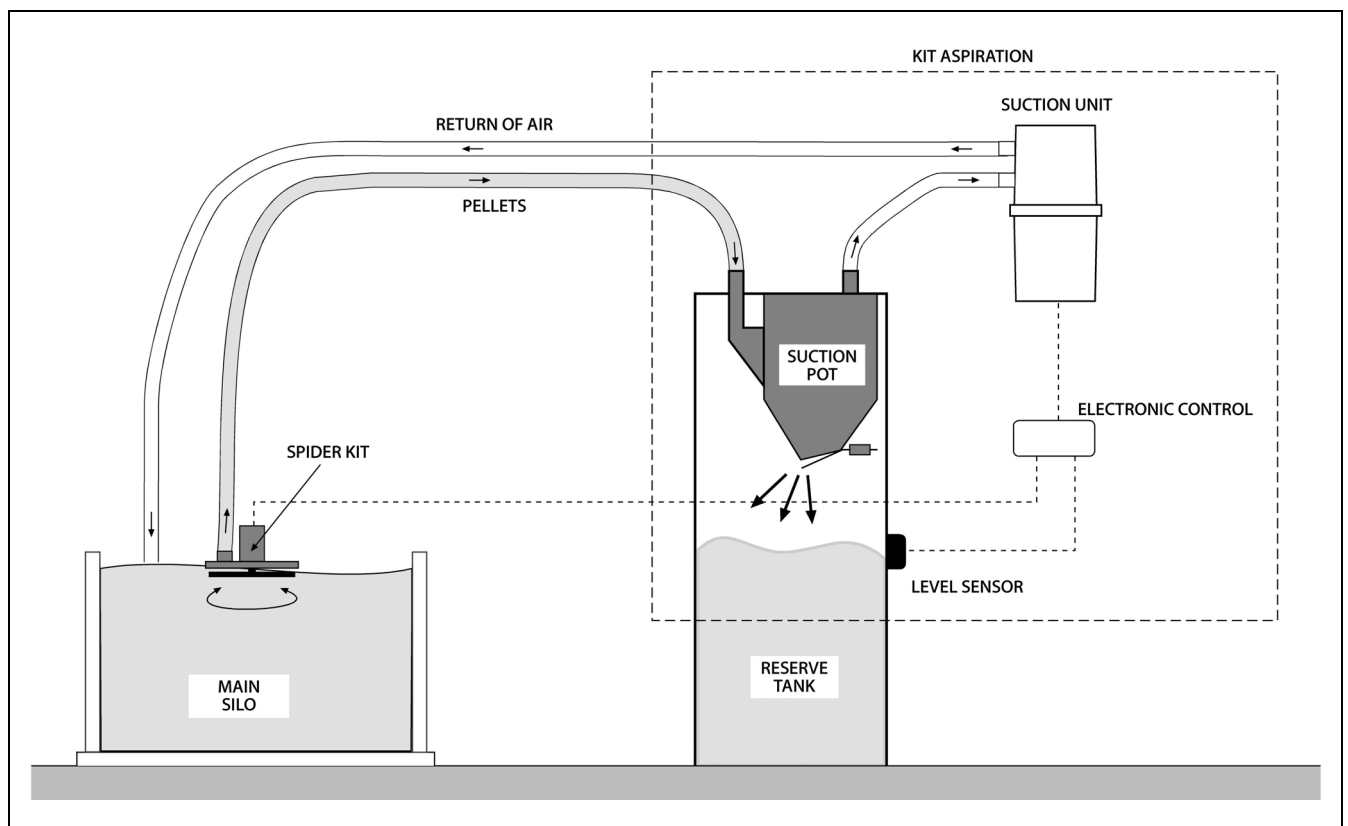 KIT ASPIRATION
SUCTION UNIT
RETURN OF AIR
PELLETS
SUCTION
POT
ELECTRONIC CONTROL
SPIDER KIT
LEVEL SENSOR
RESERVE
TANK
MAIN
SILO